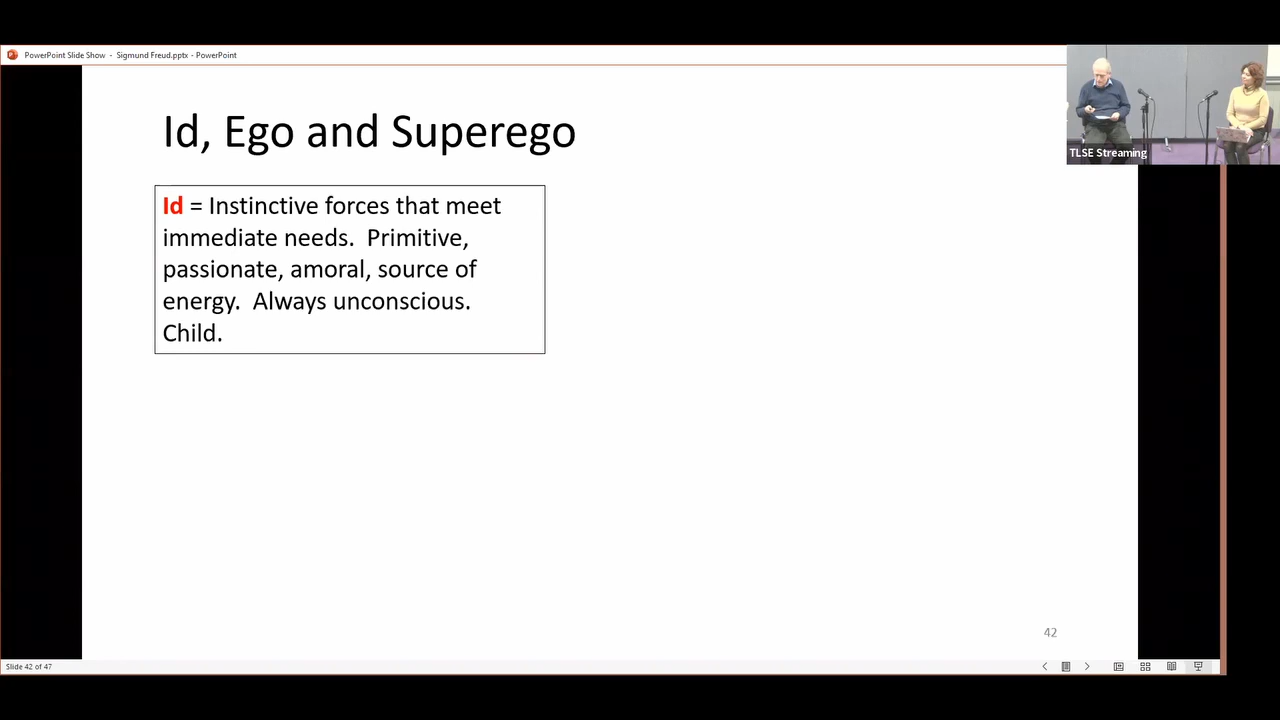 PowerPoint Slide Show - Sigmund Freud.pptx - PowerPoint
TLSE Streaming
Id, Ego and Superego
Id = Instinctive forces that meet
immediate needs.  Primitive,
passionate, amoral, source of
energy.  Always unconscious.
Child.
42
Slide 42 of 47